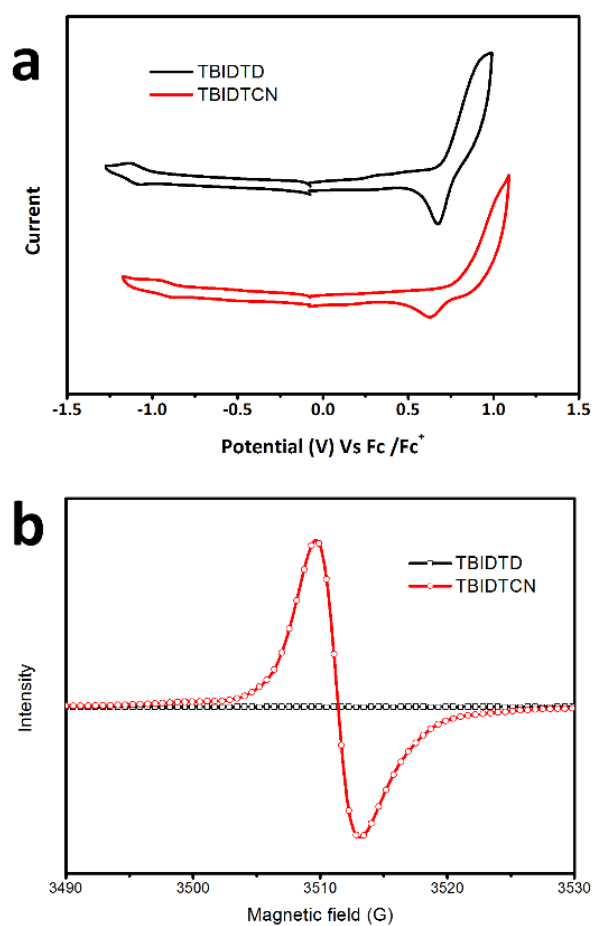 a
TBIDTD
TBIDTCN
Current
-1.5 -1.0 -0.5 0.0 0.5 1.0 1.5
Potential (V) Vs Fc /Fc+
b
TBIDTD
TBIDTCN
Intensity
3490 3500 3510 3520 3530
Magnetic field (G)